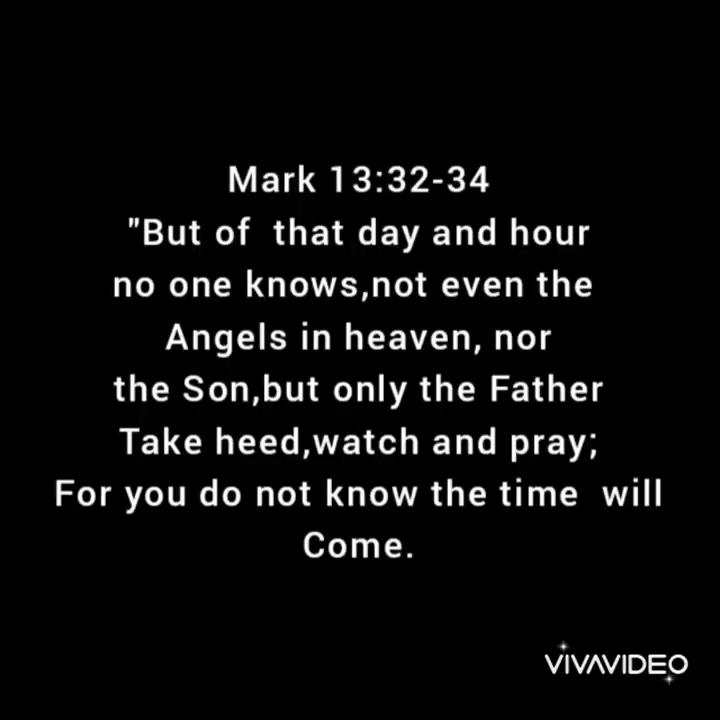 Mark 13:32-34
"But of that day and hour
no one knows,not even the
Angels in heaven, nor
the Son,but only the Father
Take heed,watch and pray;
For you do not know the time will
Come.
VIVAVIDEO